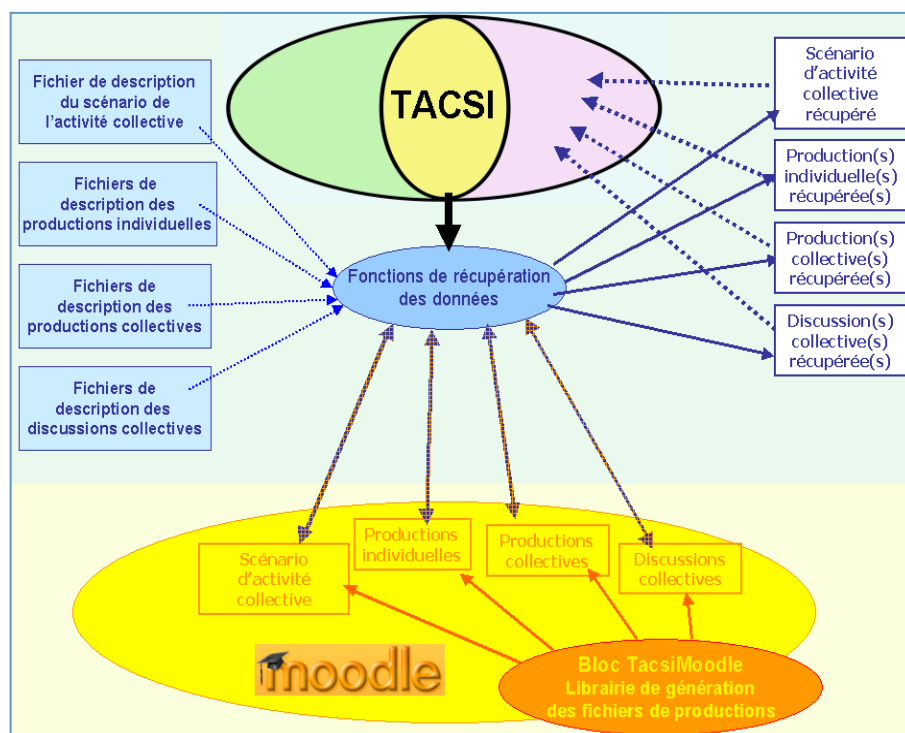 TACSI
Fichier de description
du scénario de
l'activité collective
Fichiers de
description des
productions individuelles
Fichiers de
description des
productions collectives
Fichiers de
description des
discussions collectives
Fonctions de récupération
des données
Scénario
d'activité
collective
récupéré
Production(s)
individuelle(s)
récupérée(s)
Production(s)
collective(s)
récupérée(s)
Discussion(s)
collective(s)
récupérée(s)
Scénario
d'activité
collective
Productions
individuelles
Productions
collectives
Discussions
collectives
moodle
Bloc TacsiMoodle
Librairie de génération
des fichiers de productions